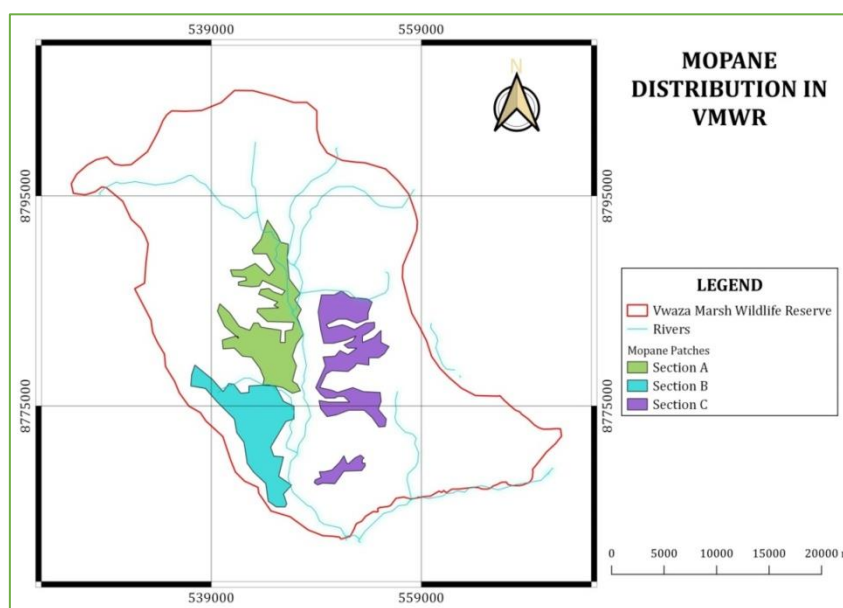 539000 559000
MOPANE
DISTRIBUTION IN
VMWR
N
8795000 8795000
LEGEND
Vwaza Marsh Wildlife Reserve
Rivers
Mopane Patches
Section A
Section B
Section C
8775000 8775000
0 5000 10000 15000 20000 m
539000 559000